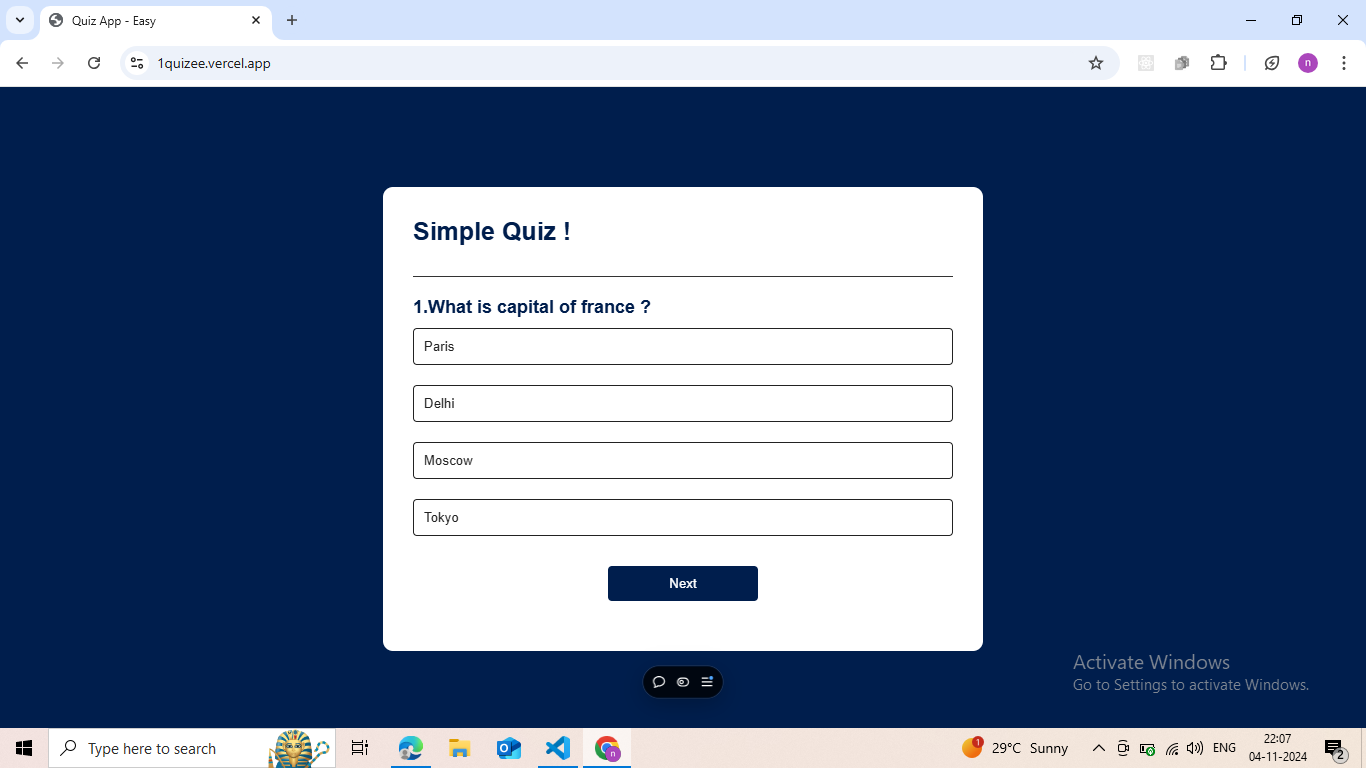 Quiz App - Easy
1quizee.vercel.app
n
Simple Quiz !
1.What is capital of france ?
Paris
Delhi
Moscow
Tokyo
Next
Activate Windows
Go to Settings to activate Windows.
Type here to search
n
1
29°C Sunny
ENG
22:07
04-11-2024
2